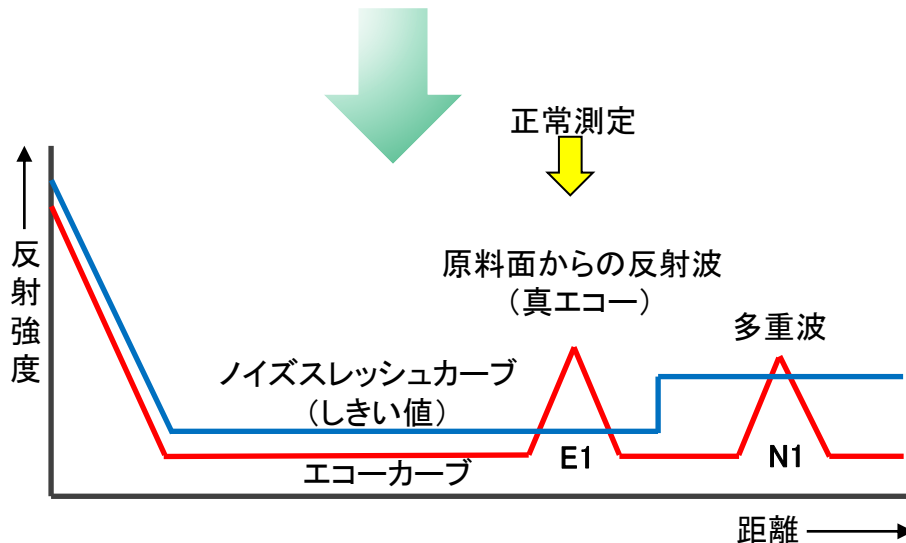 正常測定
反射強度
原料面からの反射波
（真エコー）
多重波
ノイズスレッシュカーブ
（しきい値）
エコーカーブ
E1
N1
距離